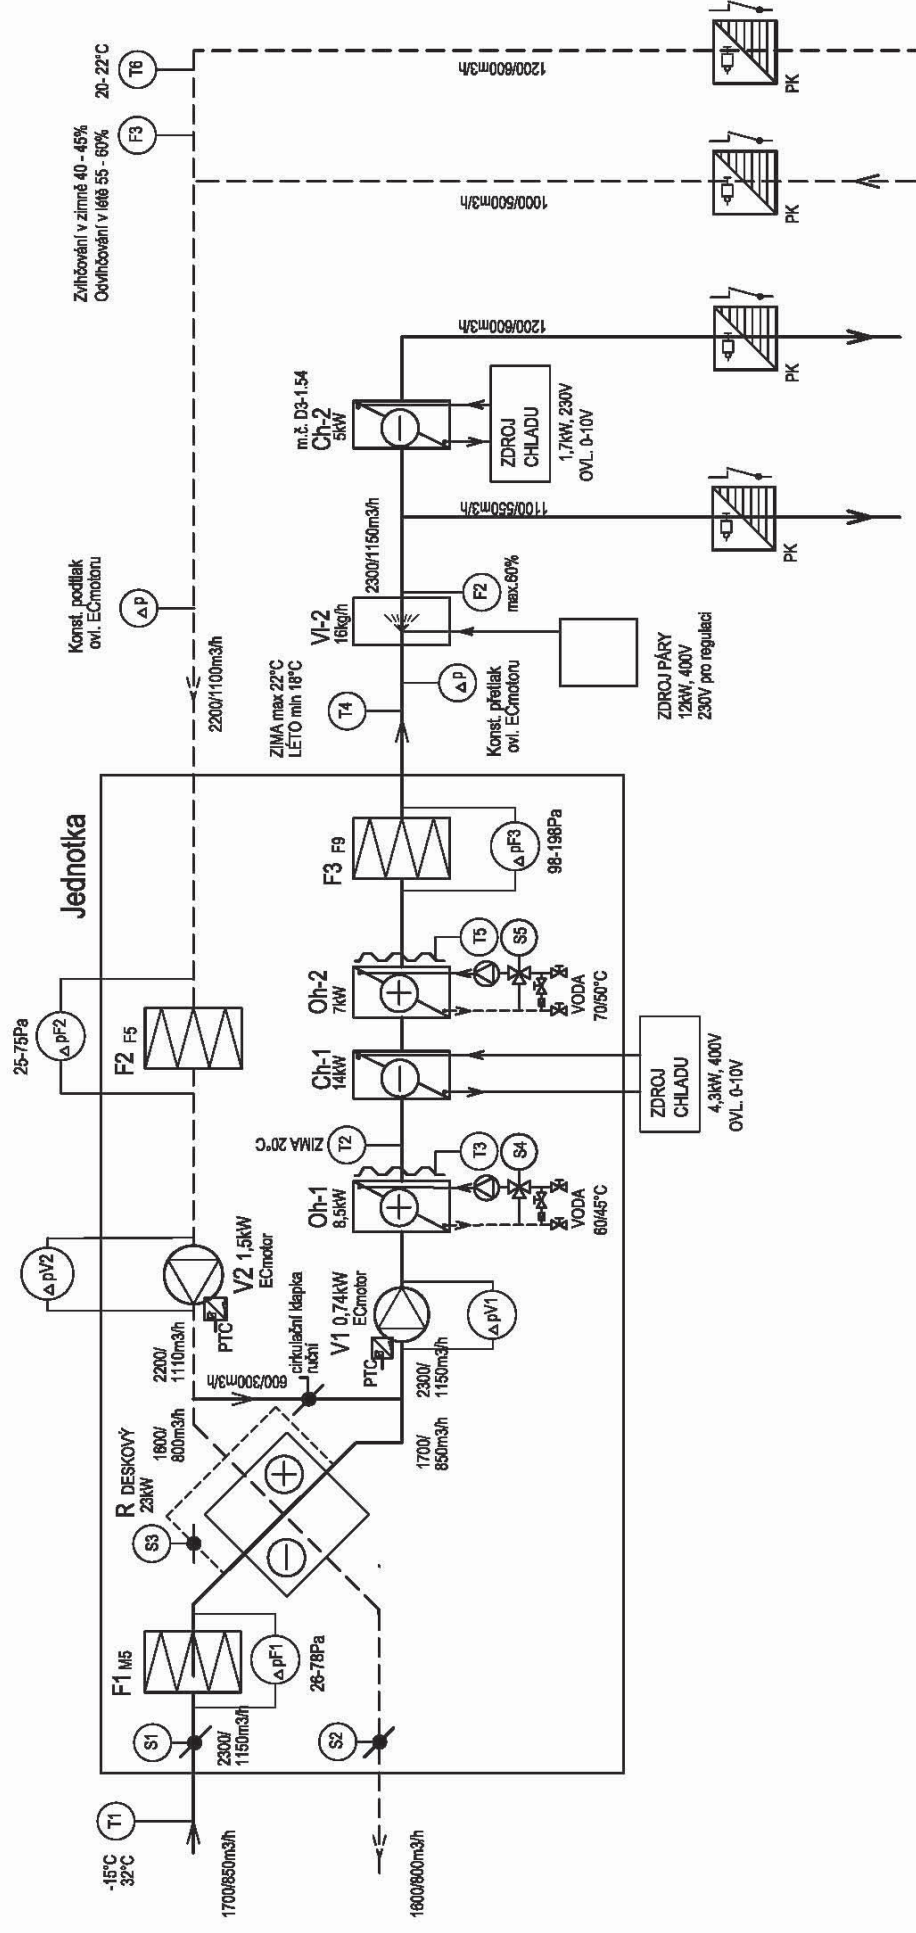 Jednotka
-15°C
32°C
T1
1700/850m3/h
1600/800m3/h
S1
2300/
1150m3/h
S2
F1 M5
ΔpF1
26-78Pa
S3
R DESKOVÝ
23kW
1600/
800m3/h
1700/
850m3/h
600/300m3/h
cirkulační klapka
ruční
2200/
1110m3/h
PTC
V2 1,5kW
ECmotor
ΔpV2
2300/
1150m3/h
PTC
V1 0,74kW
ECmotor
ΔpV1
Oh-1
8,5kW
T3
S4
VODA
60/45°C
ZIMA 20°C
T2
Ch-1
14kW
ZDROJ
CHLADU
4,3kW, 400V
OVL. 0-10V
Oh-2
7kW
T5
S5
VODA
70/50°C
25-75Pa
ΔpF2
F2 F5
F3 F9
ΔpF3
98-198Pa
2200/1100m3/h
Konst. podtlak
ovl. ECmotoru
Δp
ZIMA max 22°C
LÉTO min 18°C
T4
Δp
Konst. přetlak
ovl. ECmotoru
Vl-2
16kg/h
F2
max.60%
ZDROJ PÁRY
12kW, 400V
230V pro regulaci
2300/1150m3/h
1100/550m3/h
PK
m.č. D3-1.54
Ch-2
5kW
ZDROJ
CHLADU
1,7kW, 230V
OVL. 0-10V
1200/600m3/h
PK
Zvlhčování v zimně 40 - 45%
Odvlhčování v létě 55 - 60%
F3
20- 22°C
T6
1000/500m3/h
PK
1200/600m3/h
PK